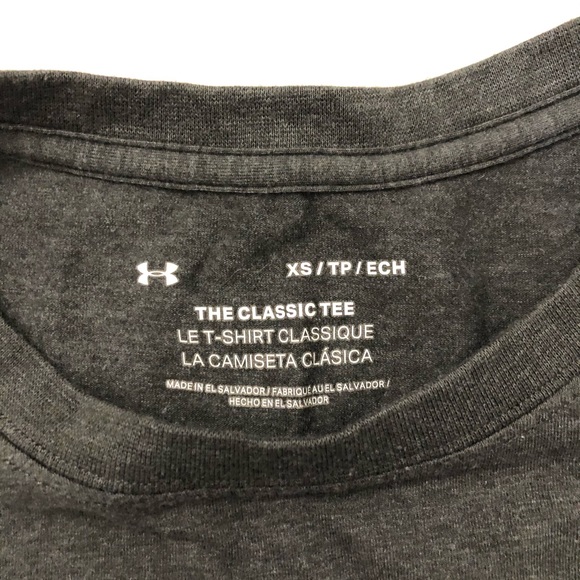 XS / TP / ECH
THE CLASSIC TEE
LE T-SHIRT CLASSIQUE
LA CAMISETA CLÁSICA
MADE IN EL SALVADOR / FABRIQUÉ AU EL SALVADOR /
HECHO EN EL SALVADOR